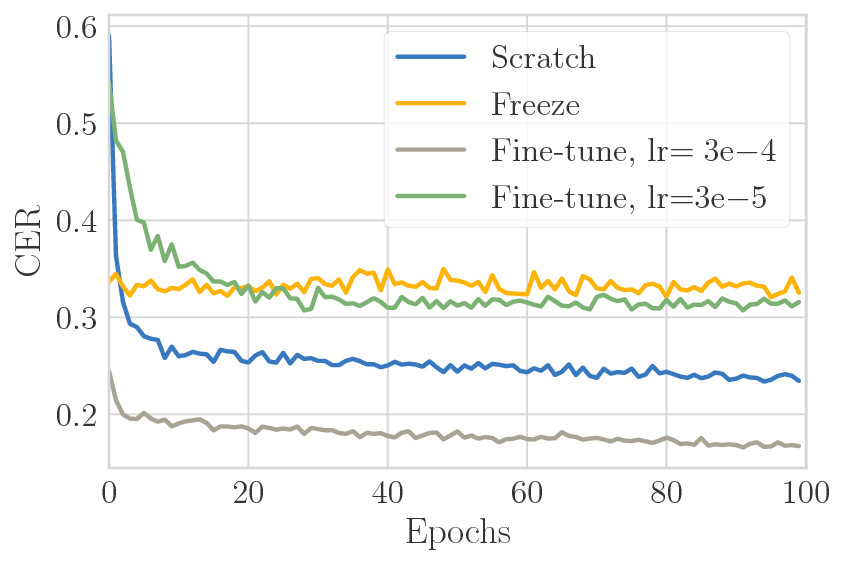 0.6
0.5
0.4
0.3
0.2
CER
Scratch
Freeze
Fine-tune, lr= 3e−4
Fine-tune, lr=3e−5
0 20 40 60 80 100
Epochs